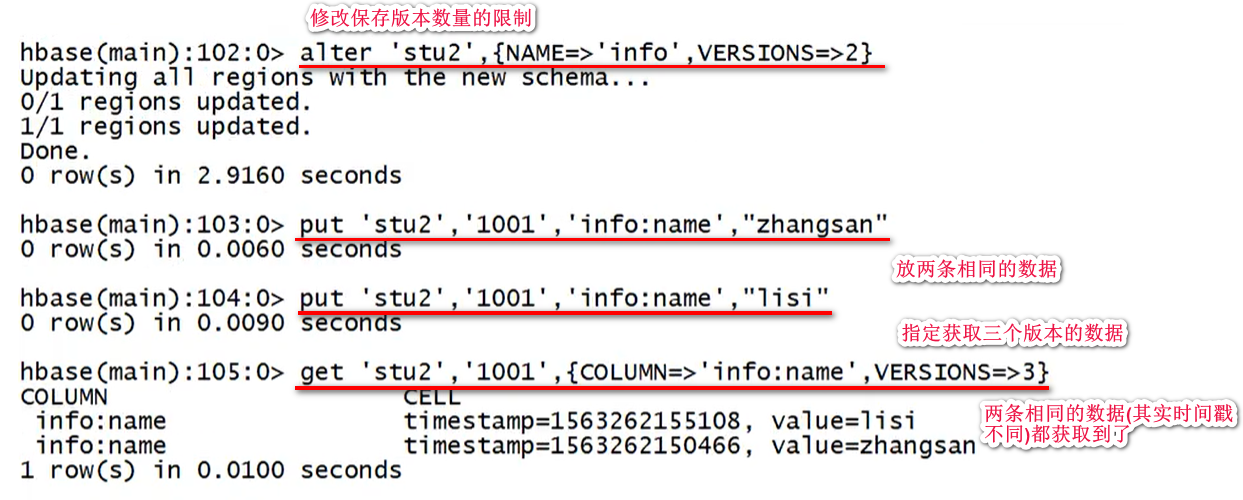 修改保存版本数量的限制
hbase(main):102:0> alter 'stu2',{NAME=>'info',VERSIONS=>2}
Updating all regions with the new schema...
0/1 regions updated.
1/1 regions updated.
Done.
0 row(s) in 2.9160 seconds
hbase(main):103:0> put 'stu2','1001','info:name',"zhangsan"
0 row(s) in 0.0060 seconds
放两条相同的数据
hbase(main):104:0> put 'stu2','1001','info:name',"lisi"
0 row(s) in 0.0090 seconds
指定获取三个版本的数据
hbase(main):105:0> get 'stu2','1001',{COLUMN=>'info:name',VERSIONS=>3}
COLUMN CELL
info:name timestamp=1563262155108, value=lisi
info:name timestamp=1563262150466, value=zhangsan
两条相同的数据(其实时间戳
不同)都获取到了
1 row(s) in 0.0100 seconds